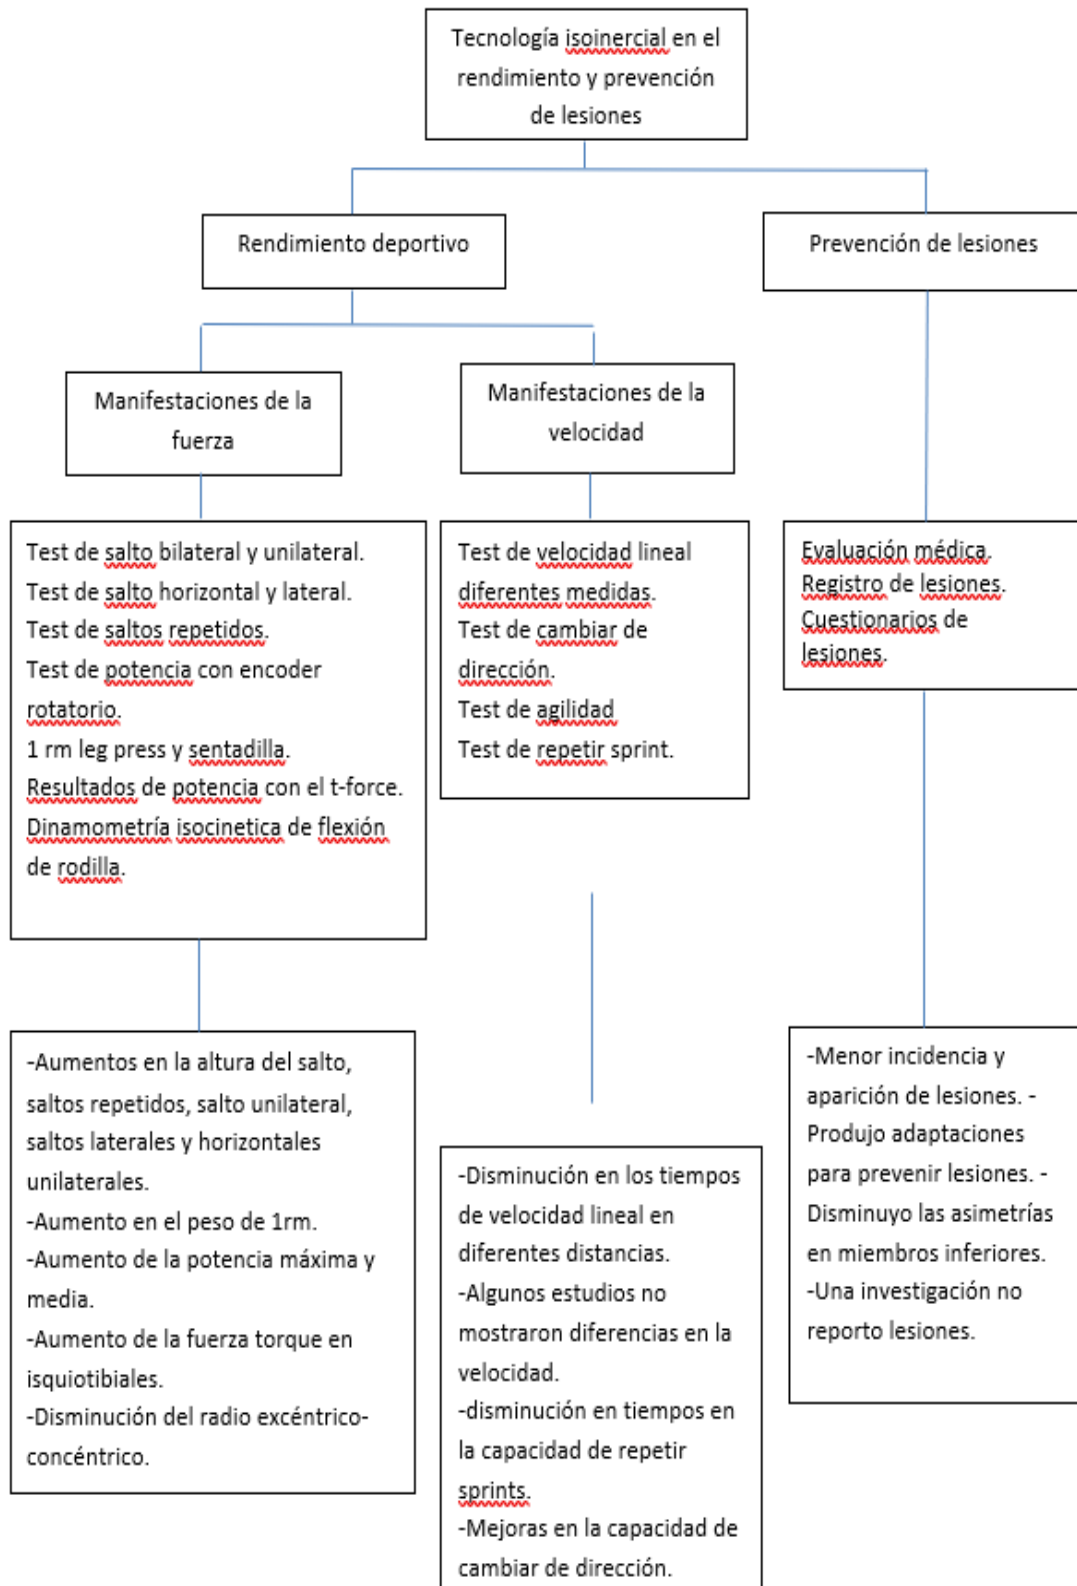 Tecnología isoinercial en el
rendimiento y prevención
de lesiones
Rendimiento deportivo
Prevención de lesiones
Manifestaciones de la
fuerza
Manifestaciones de la
velocidad
Test de salto bilateral y unilateral.
Test de salto horizontal y lateral.
Test de saltos repetidos.
Test de potencia con encoder
rotatorio.
1 rm leg press y sentadilla.
Resultados de potencia con el t-force.
Dinamometría isocinetica de flexión
de rodilla.
Test de velocidad lineal
diferentes medidas.
Test de cambiar de
dirección.
Test de agilidad
Test de repetir sprint.
Evaluación médica.
Registro de lesiones.
Cuestionarios de
lesiones.
-Aumentos en la altura del salto,
saltos repetidos, salto unilateral,
saltos laterales y horizontales
unilaterales.
-Aumento en el peso de 1rm.
-Aumento de la potencia máxima y
media.
-Aumento de la fuerza torque en
isquiotibiales.
-Disminución del radio excéntrico-
concéntrico.
-Disminución en los tiempos
de velocidad lineal en
diferentes distancias.
-Algunos estudios no
mostraron diferencias en la
velocidad.
-disminución en tiempos en
la capacidad de repetir
sprints.
-Mejoras en la capacidad de
cambiar de dirección.
-Menor incidencia y
aparición de lesiones. -
Produjo adaptaciones
para prevenir lesiones. -
Disminuyo las asimetrías
en miembros inferiores.
-Una investigación no
reporto lesiones.